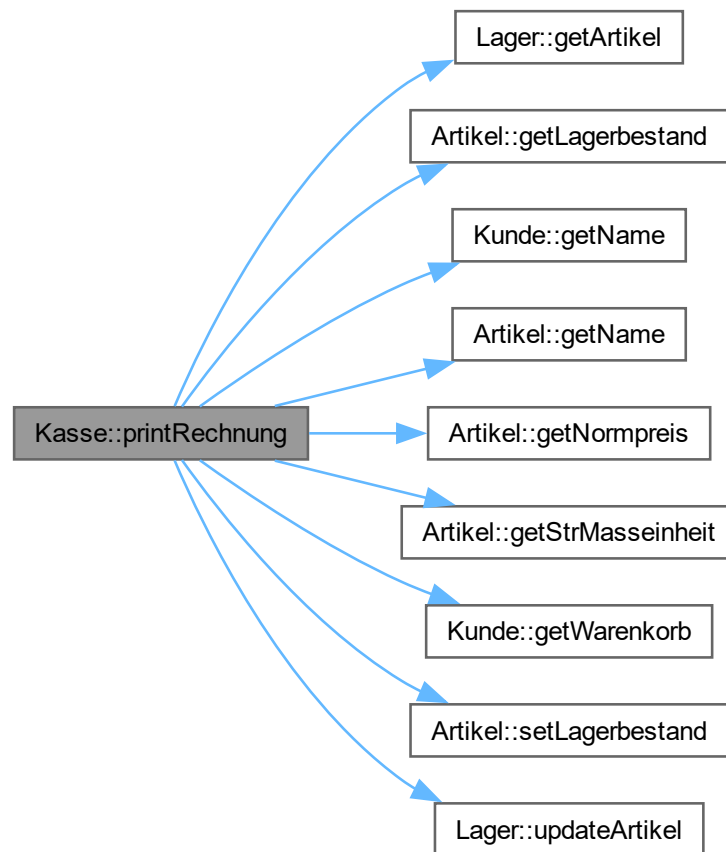 Lager::getArtikel
Artikel::getLagerbestand
Kunde::getName
Artikel::getName
Kasse::printRechnung
Artikel::getNormpreis
Artikel::getStrMasseinheit
Kunde::getWarenkorb
Artikel::setLagerbestand
Lager::updateArtikel